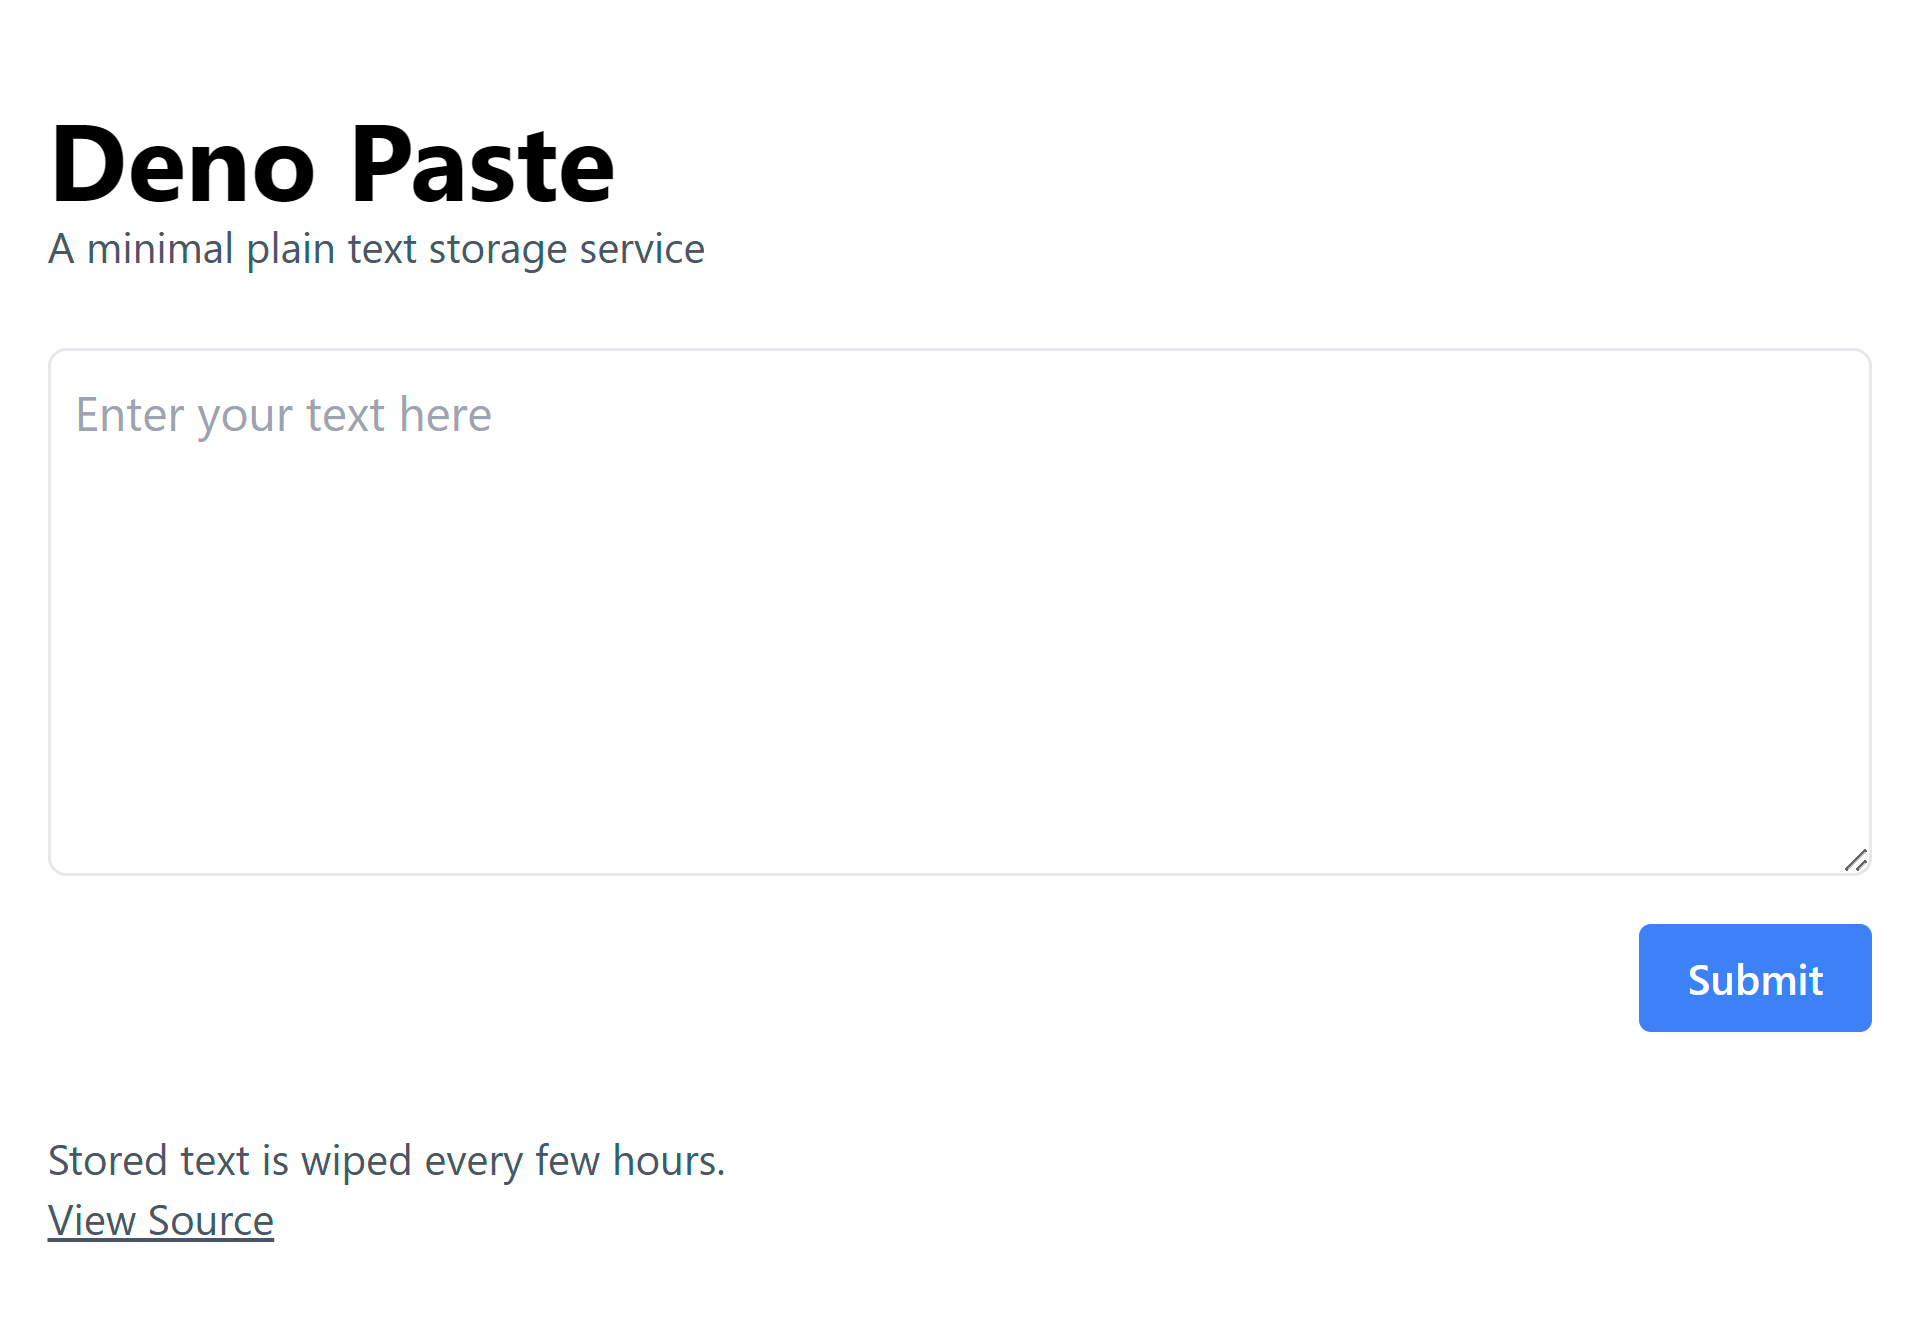 Deno Paste
A minimal plain text storage service
Enter your text here
Submit
Stored text is wiped every few hours.
View Source